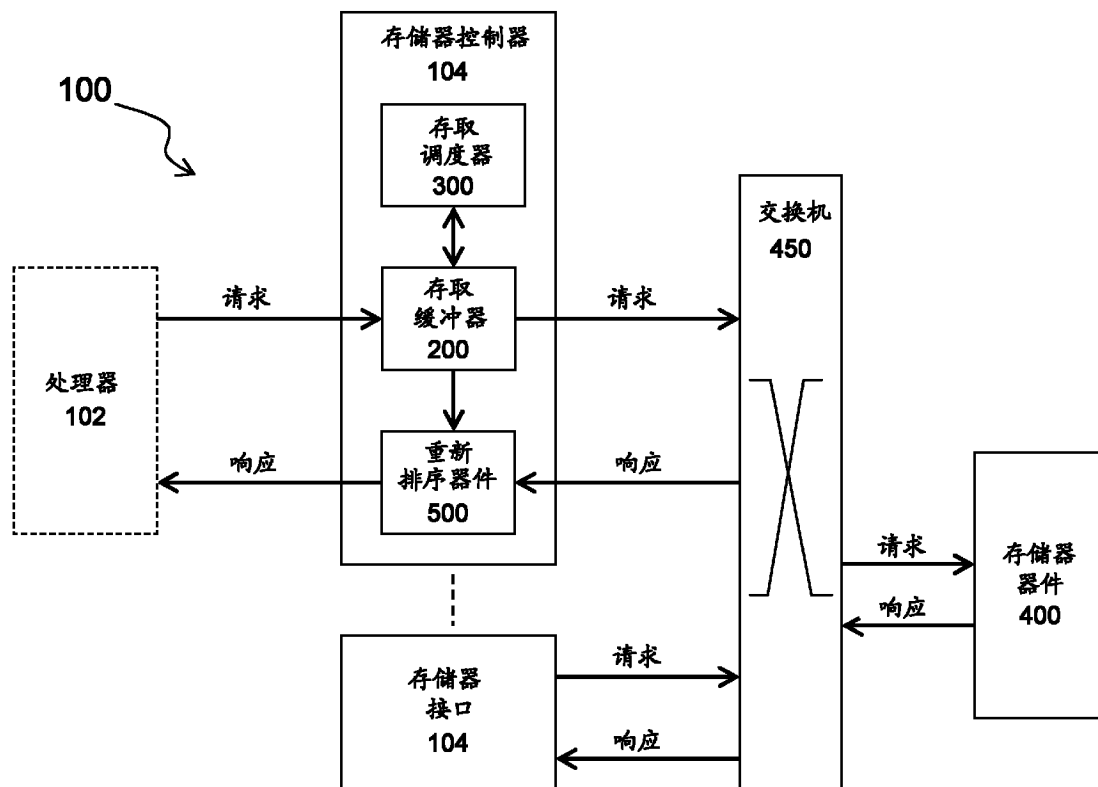 存储器控制器
104
100
存取
调度器
300
交换机
450
请求
存取
缓冲器
200
请求
处理器
102
响应
重新
排序器件
500
响应
请求
存储器
器件
400
响应
存储器
接口
104
请求
响应